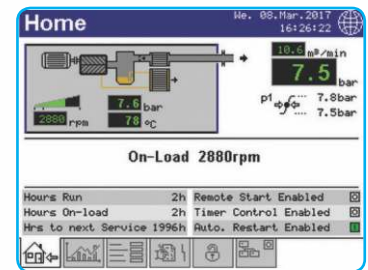 Home
We. 08.Mar.2017
16:26:22
10.6 m³/min
7.5 bar
p1 7.8bar
7.5bar
7.6 bar
2880 rpm
78 °C
On-Load 2880rpm
Hours Run 2h Remote Start Enabled
Hours On-load 2h Timer Control Enabled
Hrs to next Service 1996h Auto. Restart Enabled